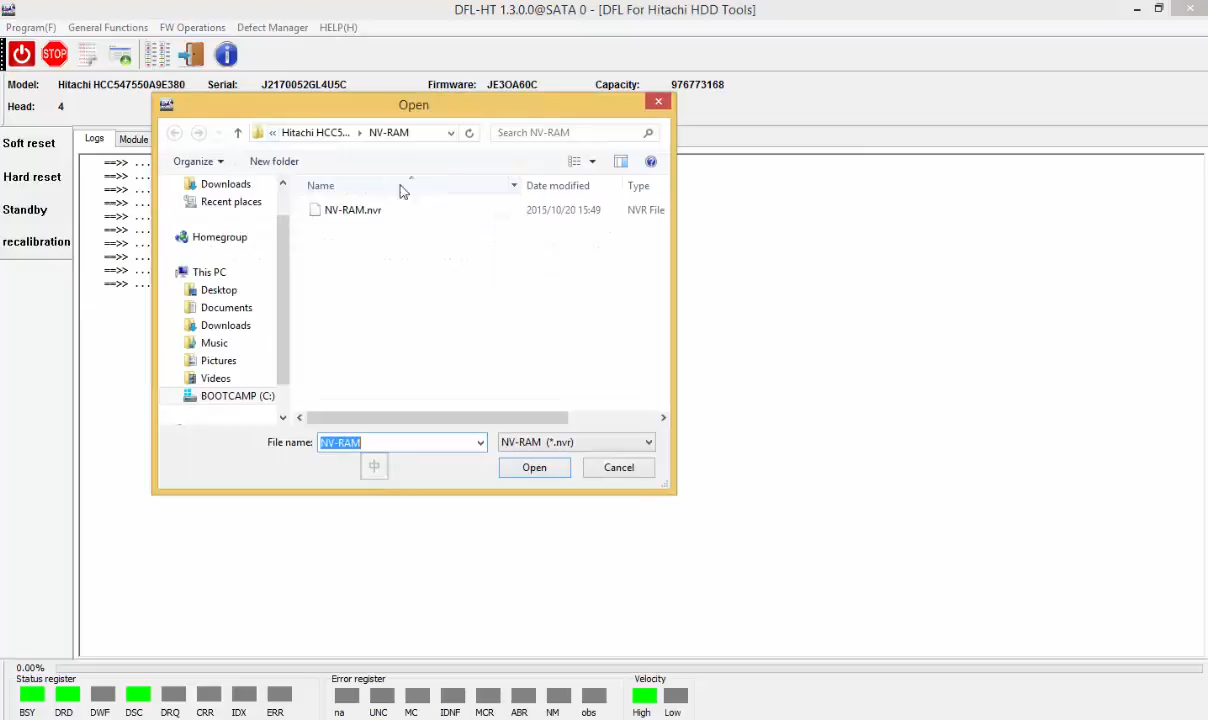 DFL-HT 1.3.0.0@SATA 0 - [DFL For Hitachi HDD Tools]
Program(F) General Functions FW Operations Defect Manager HELP(H)
STOP
Model: Hitachi HCC547550A9E380 Serial: J2170052GL4U5C Firmware: JE3OA60C Capacity: 976773168
Head: 4
Soft reset
Hard reset
Standby
recalibration
Logs Module
==>> ...
==>> ...
==>> ...
==>> ...
==>> ...
==>> ...
==>> ...
==>> ...
==>> ...
==>> ...
Open
« Hitachi HCC5... NV-RAM Search NV-RAM
Organize New folder
Name Date modified Type
NV-RAM.nvr 2015/10/20 15:49 NVR File
Downloads
Recent places
Homegroup
This PC
Desktop
Documents
Downloads
Music
Pictures
Videos
BOOTCAMP (C:)
File name: NV-RAM NV-RAM (*.nvr)
中
Open Cancel
0.00%
Status register Error register Velocity
BSY DRD DWF DSC DRQ CRR IDX ERR na UNC MC IDNF MCR ABR NM obs High Low